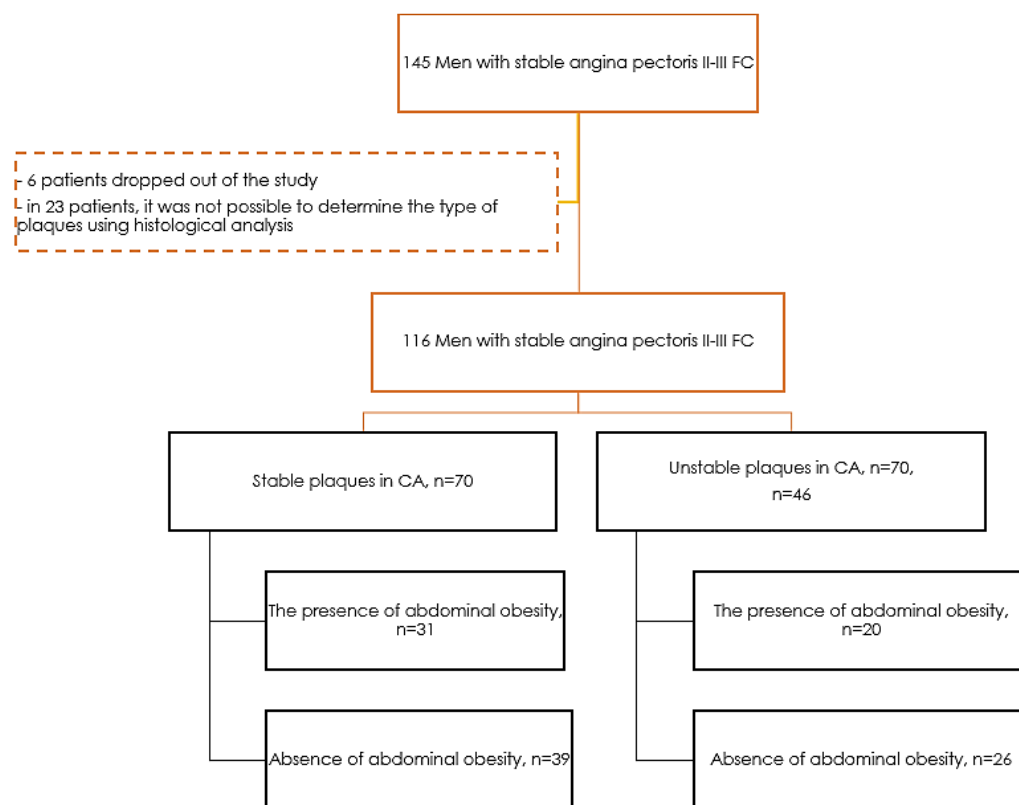 145 Men with stable angina pectoris II-III FC
- 6 patients dropped out of the study
- in 23 patients, it was not possible to determine the type of
plaques using histological analysis
116 Men with stable angina pectoris II-III FC
Stable plaques in CA, n=70
Unstable plaques in CA, n=70,
n=46
The presence of abdominal obesity,
n=31
The presence of abdominal obesity,
n=20
Absence of abdominal obesity, n=39
Absence of abdominal obesity, n=26